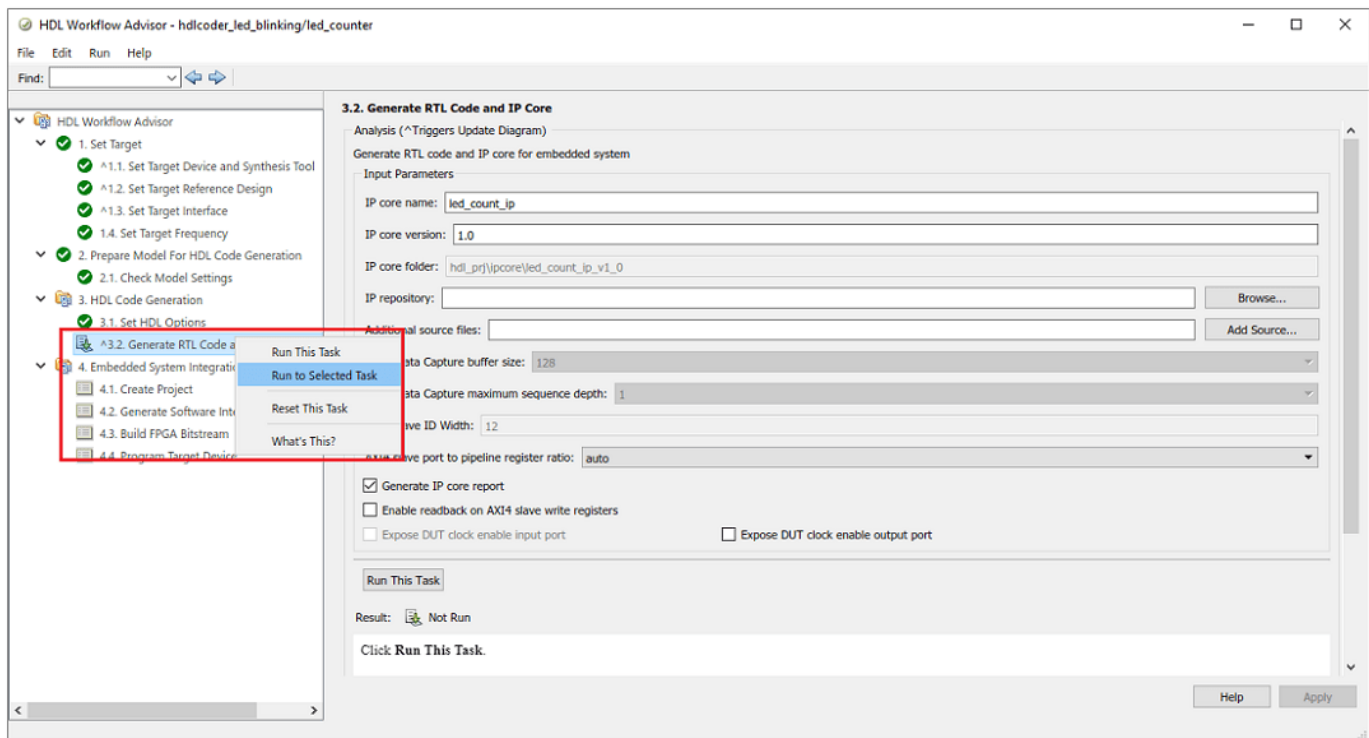 HDL Workflow Advisor - hdlcoder_led_blinking/led_counter
File Edit Run Help
Find:
HDL Workflow Advisor
1. Set Target
^1.1. Set Target Device and Synthesis Tool
^1.2. Set Target Reference Design
^1.3. Set Target Interface
1.4. Set Target Frequency
2. Prepare Model For HDL Code Generation
2.1. Check Model Settings
3. HDL Code Generation
3.1. Set HDL Options
^3.2. Generate RTL Code a
4. Embedded System Integrati
4.1. Create Project
4.2. Generate Software Inte
4.3. Build FPGA Bitstream
4.4. Program Target Device
Run This Task
Run to Selected Task
Reset This Task
What's This?
3.2. Generate RTL Code and IP Core
Analysis (^Triggers Update Diagram)
Generate RTL code and IP core for embedded system
Input Parameters
IP core name: led_count_ip
IP core version: 1.0
IP core folder: hdl_prj\ipcore\led_count_ip_v1_0
IP repository: Browse...
Additional source files: Add Source...
ata Capture buffer size: 128
ata Capture maximum sequence depth: 1
ave ID Width: 12
AXI4 slave port to pipeline register ratio: auto
Generate IP core report
Enable readback on AXI4 slave write registers
Expose DUT clock enable input port Expose DUT clock enable output port
Run This Task
Result: Not Run
Click Run This Task.
Help Apply